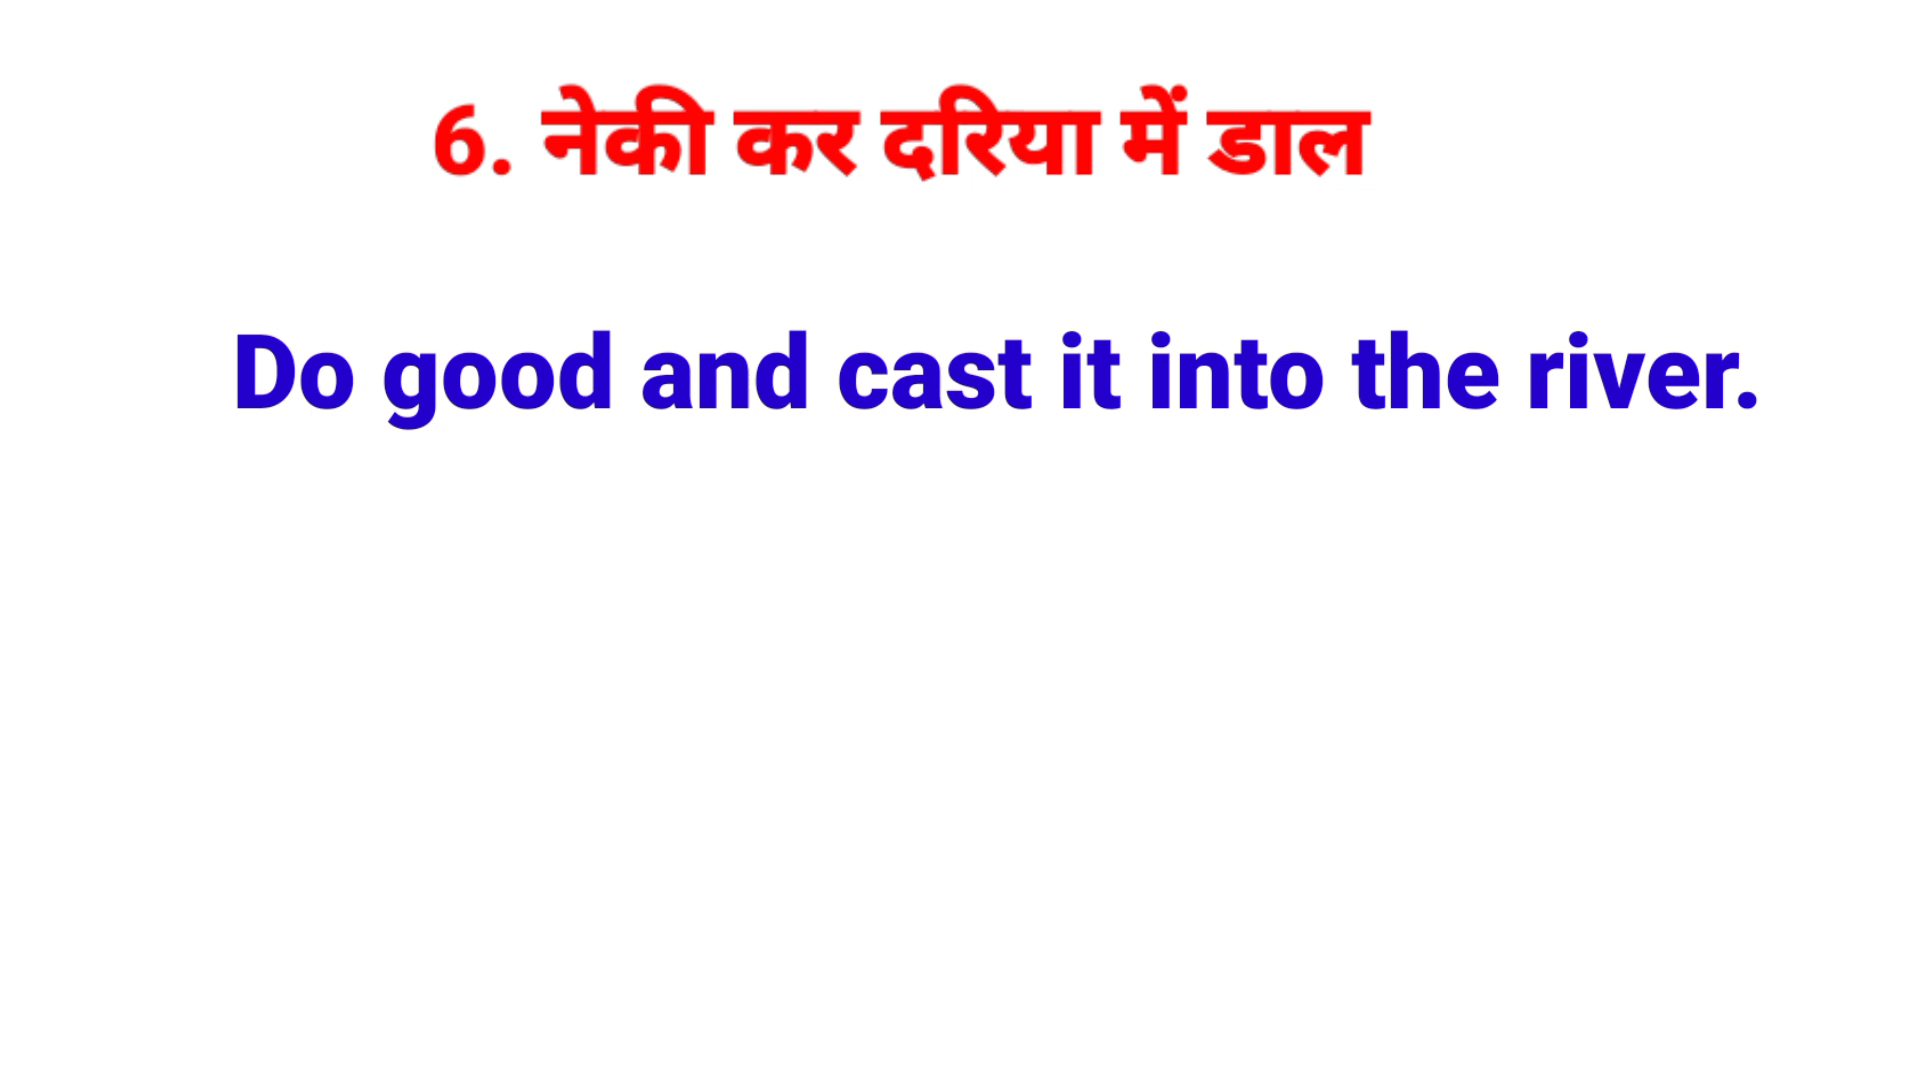 6. नेकी कर दरिया में डाल
Do good and cast it into the river.